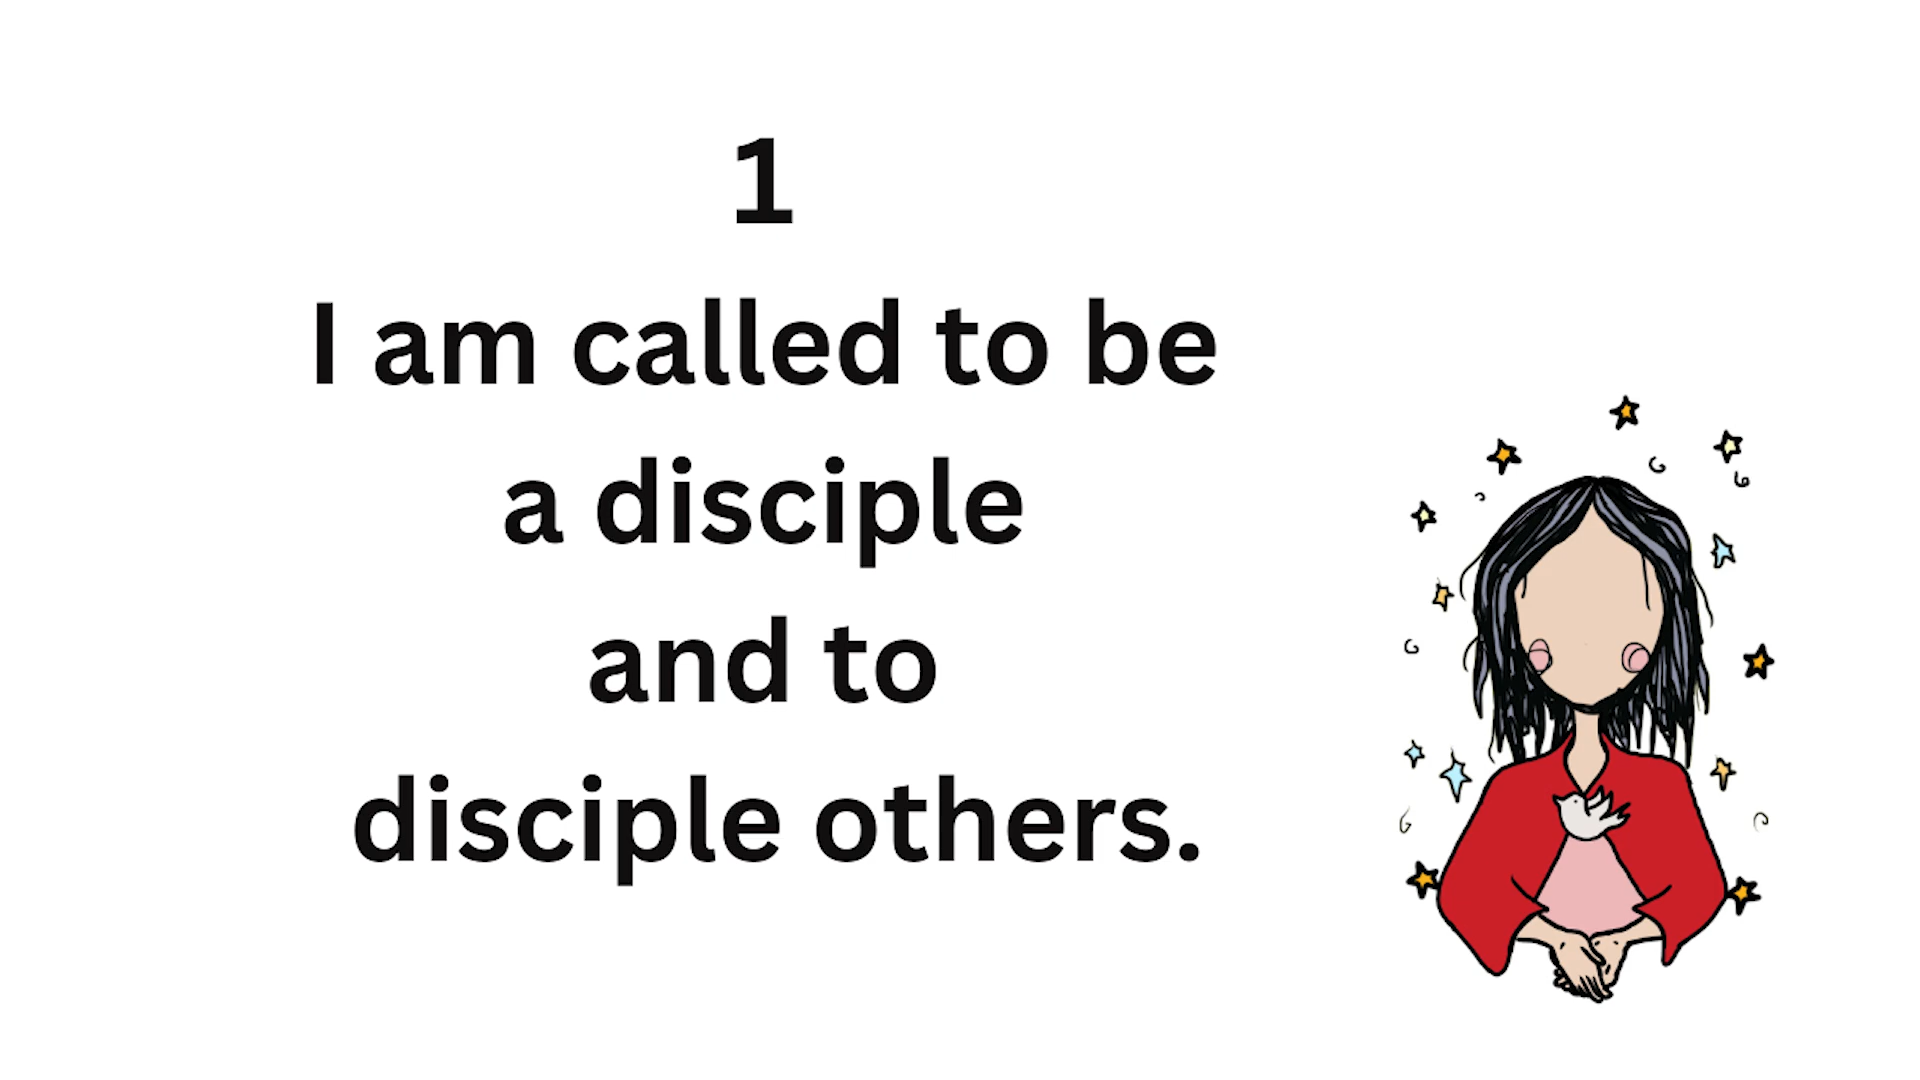 1
I am called to be
a disciple
and to
disciple others.